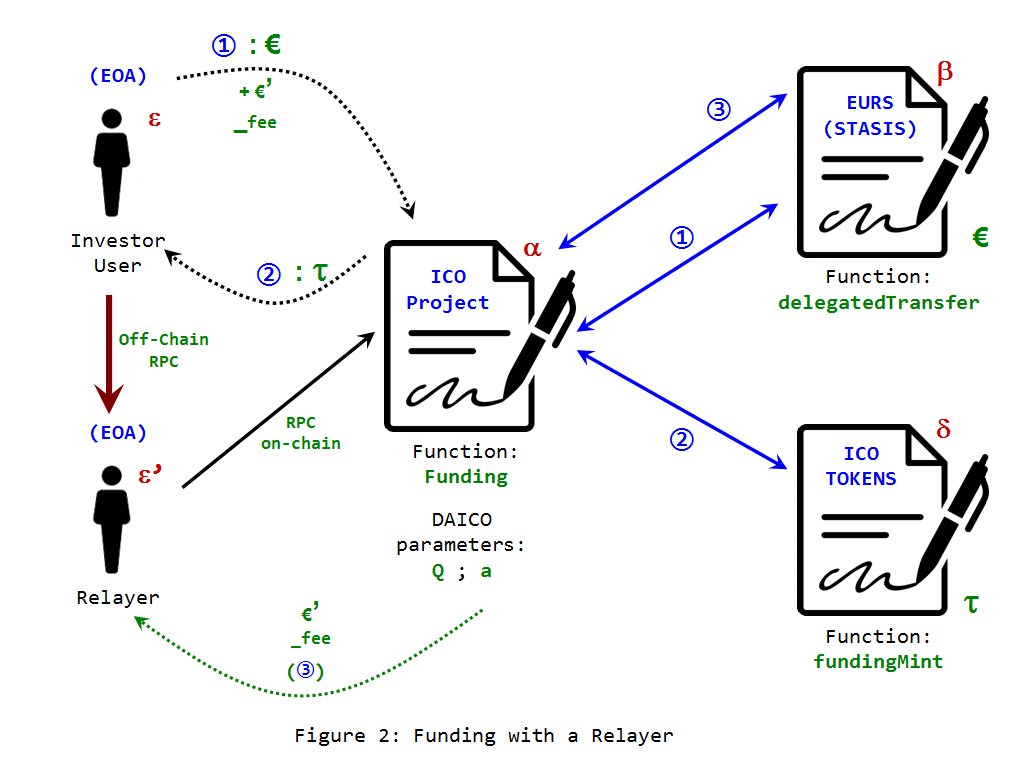 ① : €
+ €’
_fee
(EOA)
ε
Investor
User
② : τ
Off-Chain
RPC
(EOA)
ε’
Relayer
RPC
on-chain
α
ICO
Project
Function:
Funding
DAICO
parameters:
Q ; a
€’
_fee
(③)
③
①
②
β
EURS
(STASIS)
€
Function:
delegatedTransfer
δ
ICO
TOKENS
τ
Function:
fundingMint
Figure 2: Funding with a Relayer